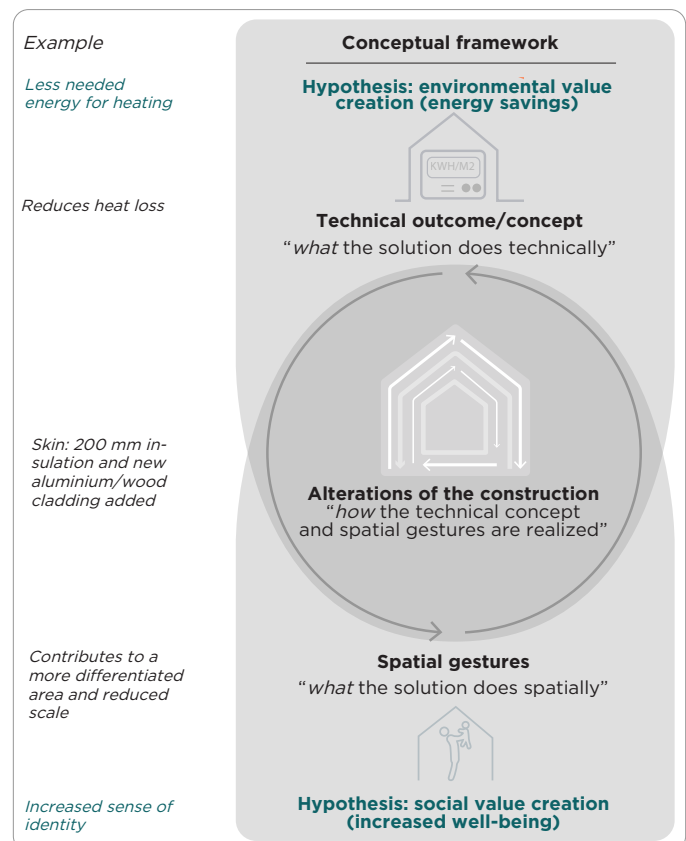 Example
Conceptual framework
Less needed
energy for heating
Hypothesis: environmental value
creation (energy savings)
KWH/M2
Reduces heat loss
Technical outcome/concept
“what the solution does technically”
Skin: 200 mm in-
sulation and new
aluminium/wood
cladding added
Alterations of the construction
“how the technical concept
and spatial gestures are realized”
Contributes to a
more differentiated
area and reduced
scale
Spatial gestures
“what the solution does spatially”
Increased sense of
identity
Hypothesis: social value creation
(increased well-being)